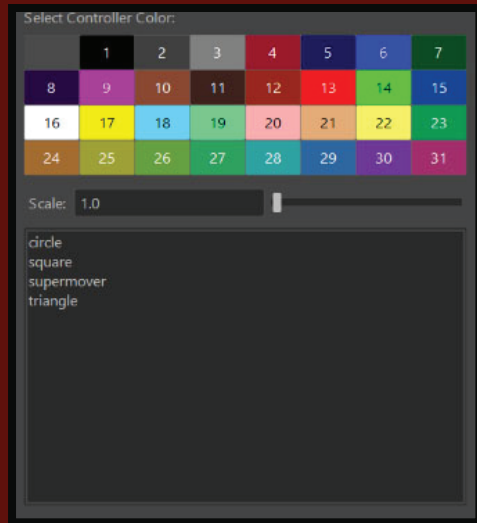 Select Controller Color:
1 2 3 4 5 6 7
8 9 10 11 12 13 14 15
16 17 18 19 20 21 22 23
24 25 26 27 28 29 30 31
Scale: 1.0
circle
square
supermover
triangle